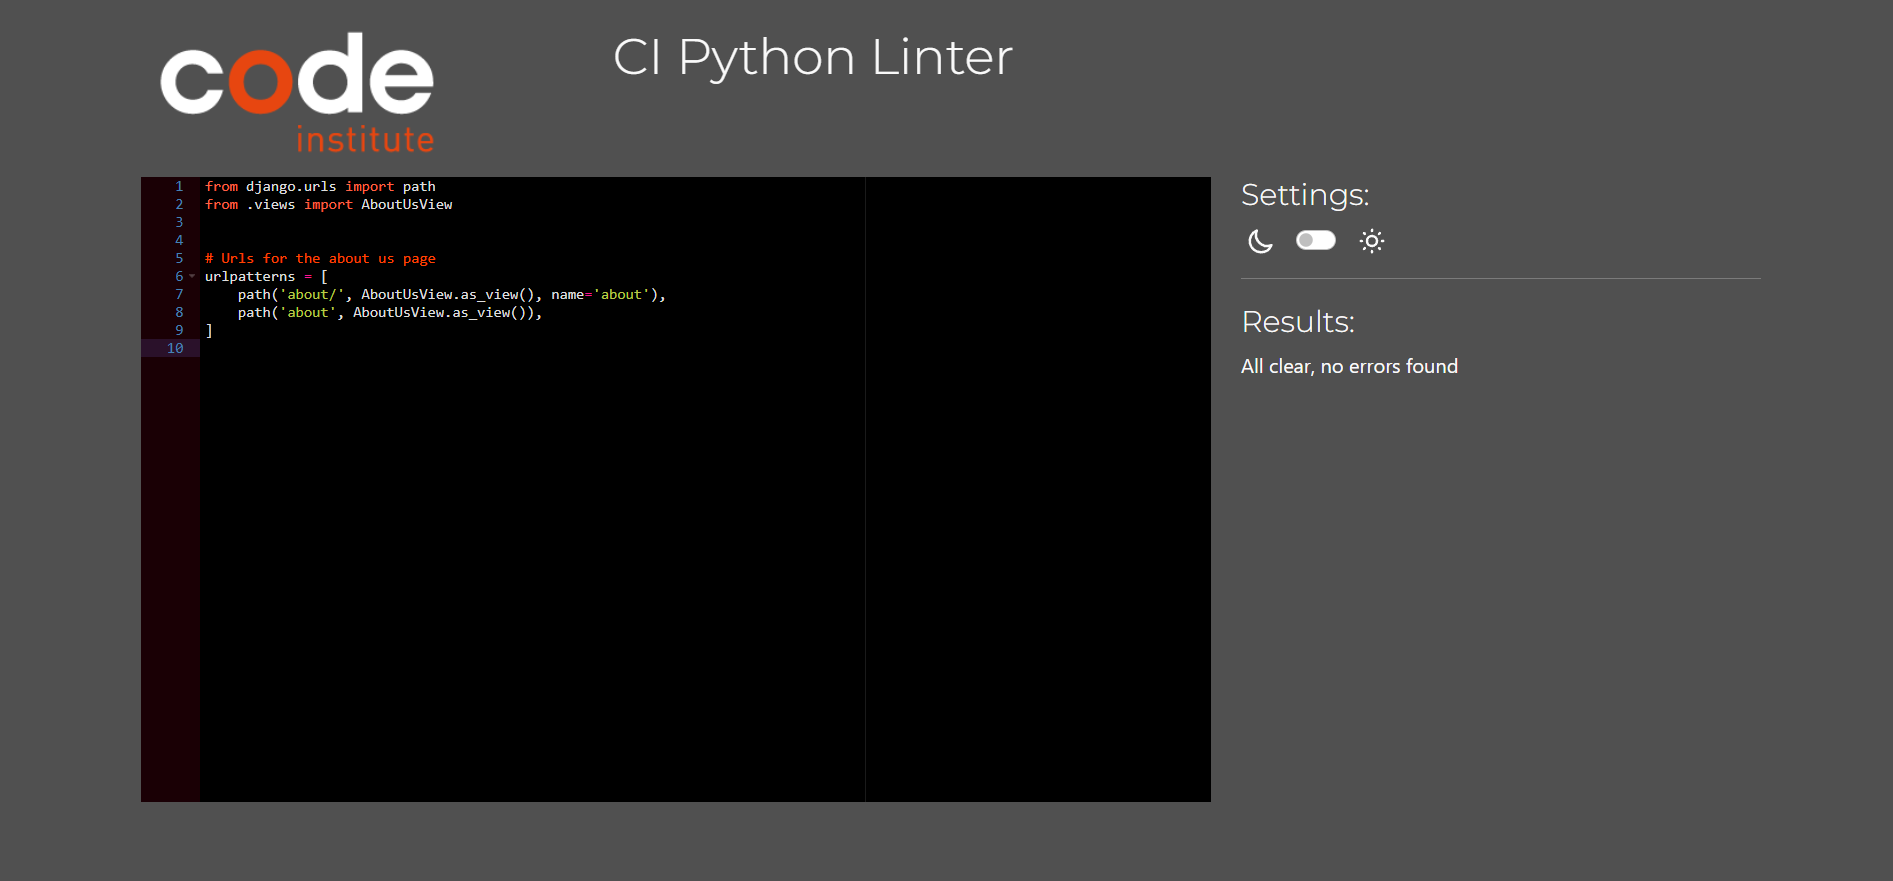 code
institute
CI Python Linter
1 from django.urls import path
2 from .views import AboutUsView
3
4
5 # Urls for the about us page
6 urlpatterns = [
7     path('about/', AboutUsView.as_view(), name='about'),
8     path('about', AboutUsView.as_view()),
9 ]
10
Settings:
Results:
All clear, no errors found